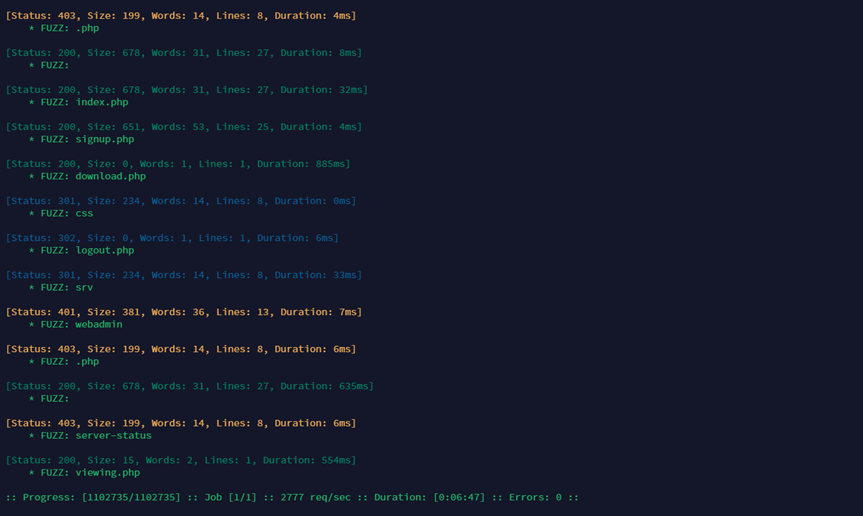 [Status: 403, Size: 199, Words: 14, Lines: 8, Duration: 4ms]
* FUZZ: .php
[Status: 200, Size: 678, Words: 31, Lines: 27, Duration: 8ms]
* FUZZ:
[Status: 200, Size: 678, Words: 31, Lines: 27, Duration: 32ms]
* FUZZ: index.php
[Status: 200, Size: 651, Words: 53, Lines: 25, Duration: 4ms]
* FUZZ: signup.php
[Status: 200, Size: 0, Words: 1, Lines: 1, Duration: 885ms]
* FUZZ: download.php
[Status: 301, Size: 234, Words: 14, Lines: 8, Duration: 0ms]
* FUZZ: css
[Status: 302, Size: 0, Words: 1, Lines: 1, Duration: 6ms]
* FUZZ: logout.php
[Status: 301, Size: 234, Words: 14, Lines: 8, Duration: 33ms]
* FUZZ: srv
[Status: 401, Size: 381, Words: 36, Lines: 13, Duration: 7ms]
* FUZZ: webadmin
[Status: 403, Size: 199, Words: 14, Lines: 8, Duration: 6ms]
* FUZZ: .php
[Status: 200, Size: 678, Words: 31, Lines: 27, Duration: 635ms]
* FUZZ:
[Status: 403, Size: 199, Words: 14, Lines: 8, Duration: 6ms]
* FUZZ: server-status
[Status: 200, Size: 15, Words: 2, Lines: 1, Duration: 554ms]
* FUZZ: viewing.php
:: Progress: [1102735/1102735] :: Job [1/1] :: 2777 req/sec :: Duration: [0:06:47] :: Errors: 0 ::